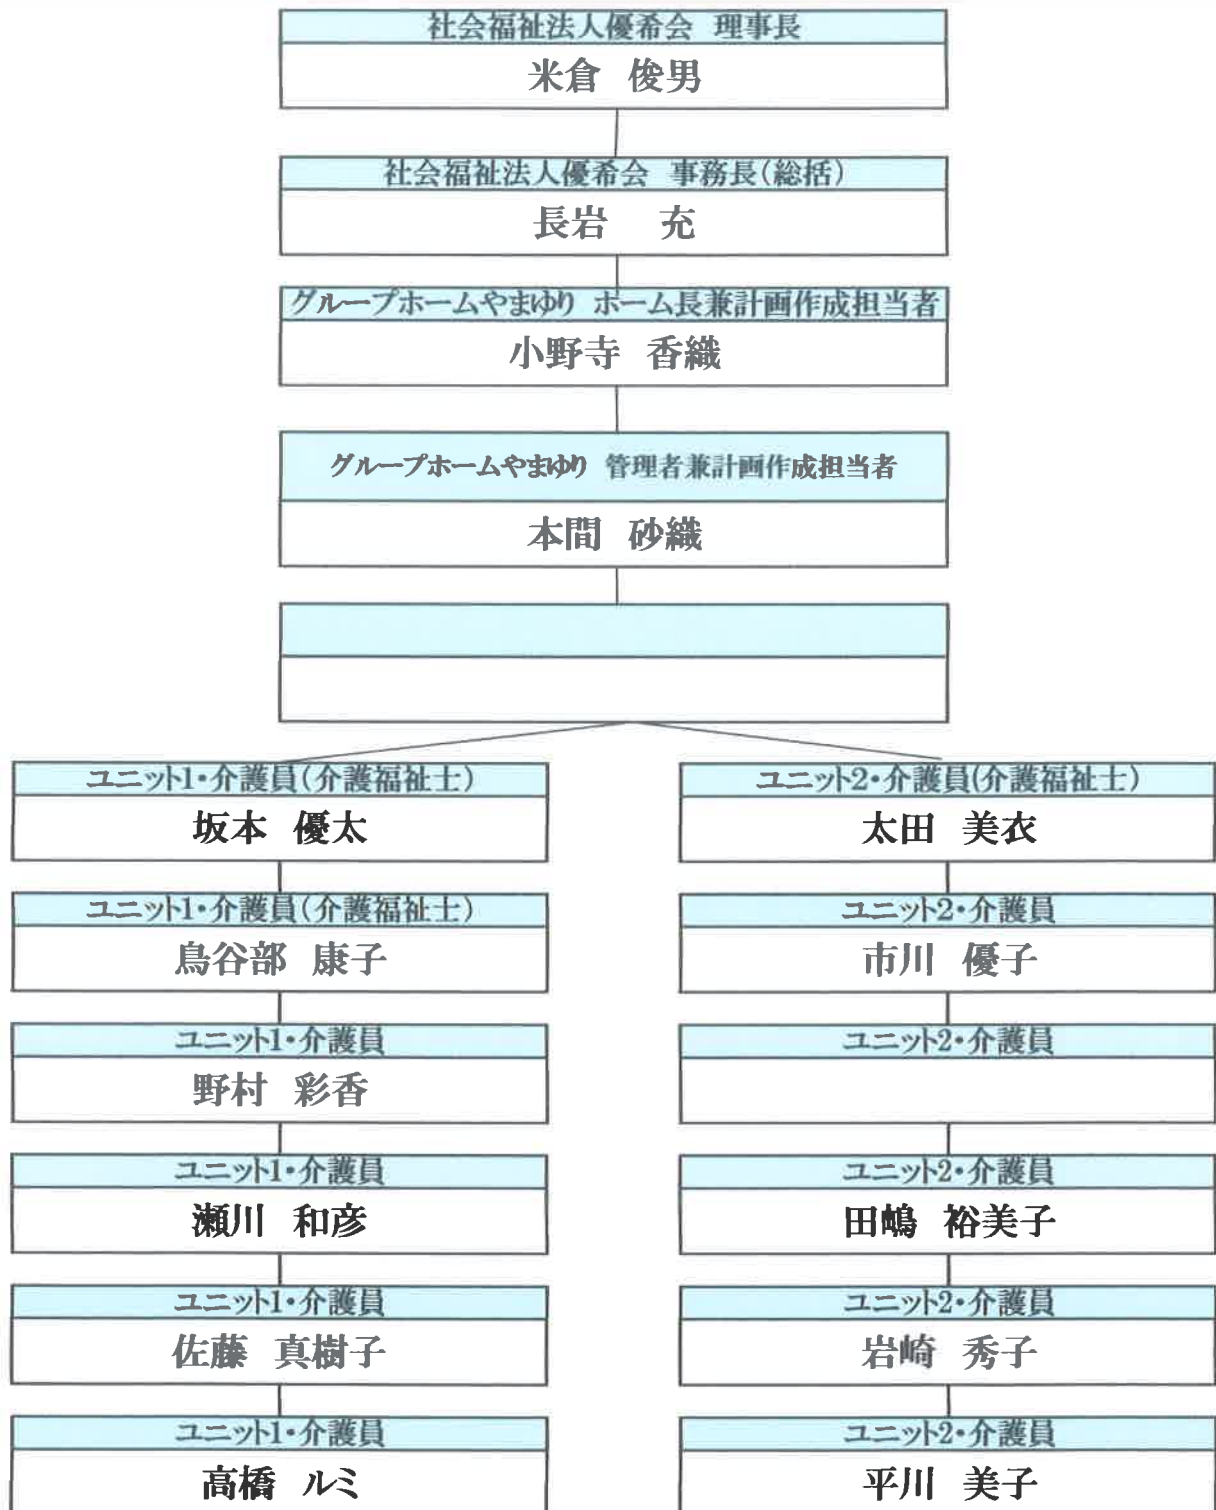 社会福祉法人優希会 理事長
米倉 俊男
社会福祉法人優希会 事務長(総括)
長岩 充
グループホームやまゆり ホーム長兼計画作成担当者
小野寺 香織
グループホームやまゆり 管理者兼計画作成担当者
本間 砂織
ユニット1・介護員(介護福祉士)
坂本 優太
ユニット1・介護員(介護福祉士)
鳥谷部 康子
ユニット1・介護員
野村 彩香
ユニット1・介護員
瀬川 和彦
ユニット1・介護員
佐藤 真樹子
ユニット1・介護員
高橋 ルミ
ユニット2・介護員(介護福祉士)
太田 美衣
ユニット2・介護員
市川 優子
ユニット2・介護員
ユニット2・介護員
田嶋 裕美子
ユニット2・介護員
岩崎 秀子
ユニット2・介護員
平川 美子